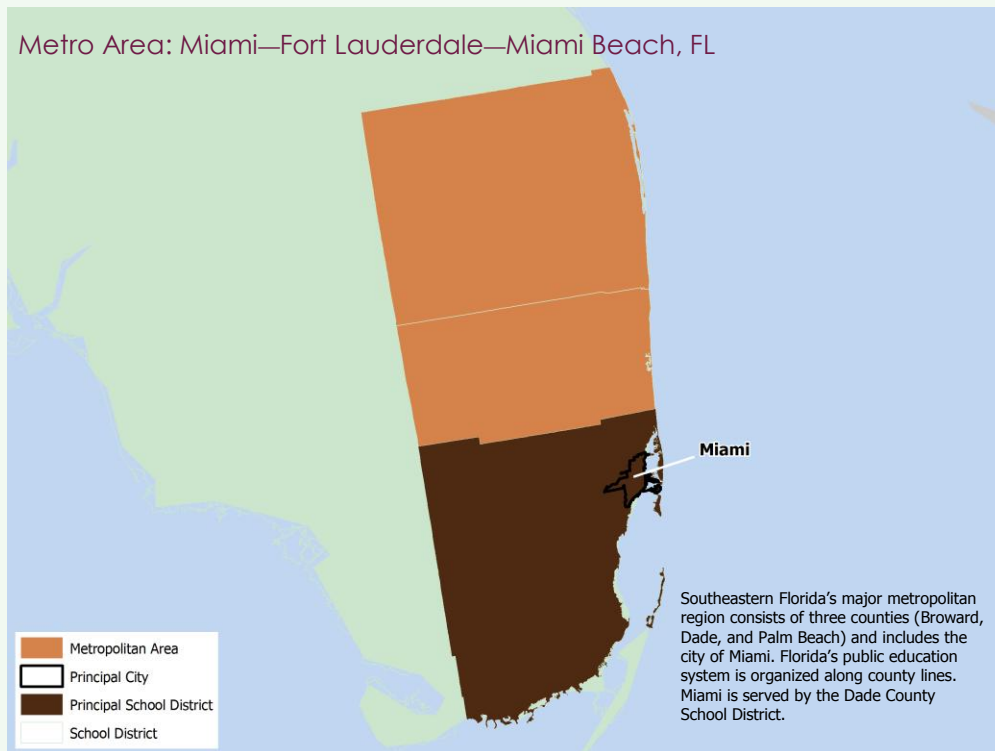 Metro Area: Miami—Fort Lauderdale—Miami Beach, FL
Miami
Southeastern Florida's major metropolitan
region consists of three counties (Broward,
Dade, and Palm Beach) and includes the
city of Miami. Florida's public education
system is organized along county lines.
Miami is served by the Dade County
School District.
Metropolitan Area
Principal City
Principal School District
School District